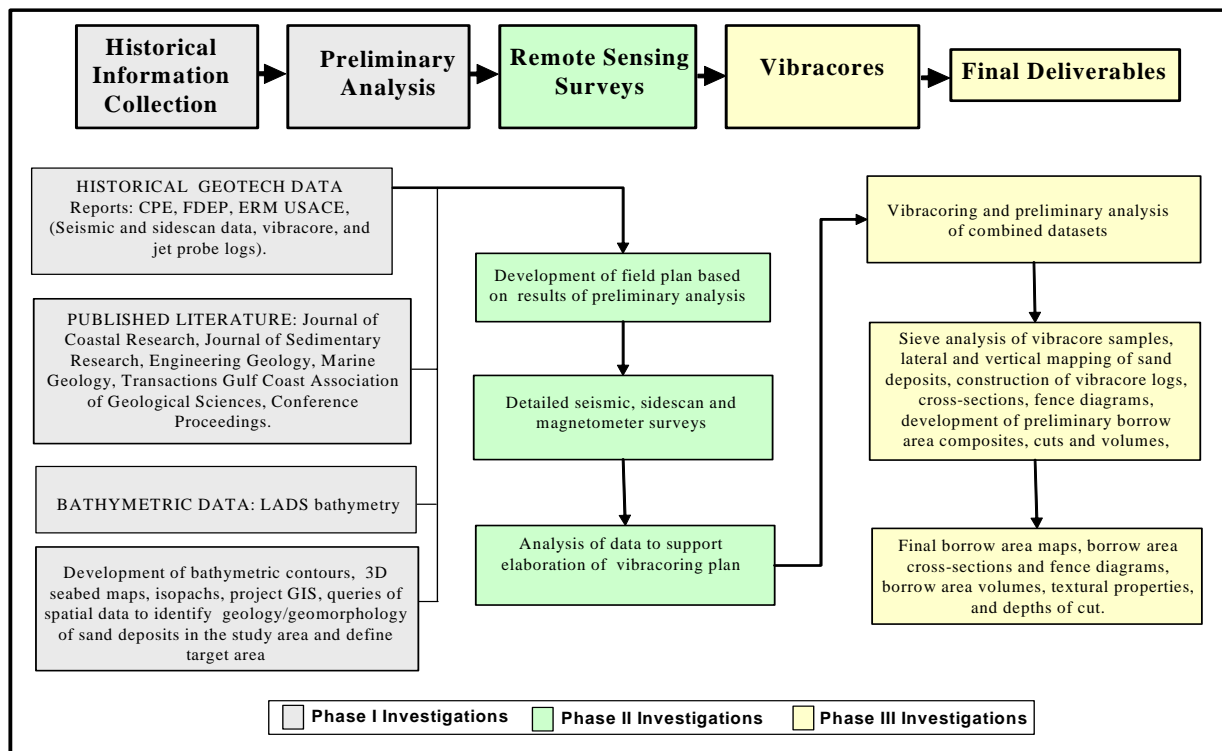 Historical
Information
Collection
Preliminary
Analysis
Remote Sensing
Surveys
Vibracores
Final Deliverables
HISTORICAL GEOTECH DATA
Reports: CPE, FDEP, ERM USACE,
(Seismic and sidescan data, vibracore, and
jet probe logs).
PUBLISHED LITERATURE: Journal of
Coastal Research, Journal of Sedimentary
Research, Engineering Geology, Marine
Geology, Transactions Gulf Coast Association
of Geological Sciences, Conference
Proceedings.
BATHYMETRIC DATA: LADS bathymetry
Development of bathymetric contours, 3D
seabed maps, isopachs, project GIS, queries of
spatial data to identify geology/geomorphology
of sand deposits in the study area and define
target area
Development of field plan based
on results of preliminary analysis
Detailed seismic, sidescan and
magnetometer surveys
Analysis of data to support
elaboration of vibracoring plan
Vibracoring and preliminary analysis
of combined datasets
Sieve analysis of vibracore samples,
lateral and vertical mapping of sand
deposits, construction of vibracore logs,
cross-sections, fence diagrams,
development of preliminary borrow
area composites, cuts and volumes,
Final borrow area maps, borrow area
cross-sections and fence diagrams,
borrow area volumes, textural properties,
and depths of cut.
Phase I Investigations
Phase II Investigations
Phase III Investigations